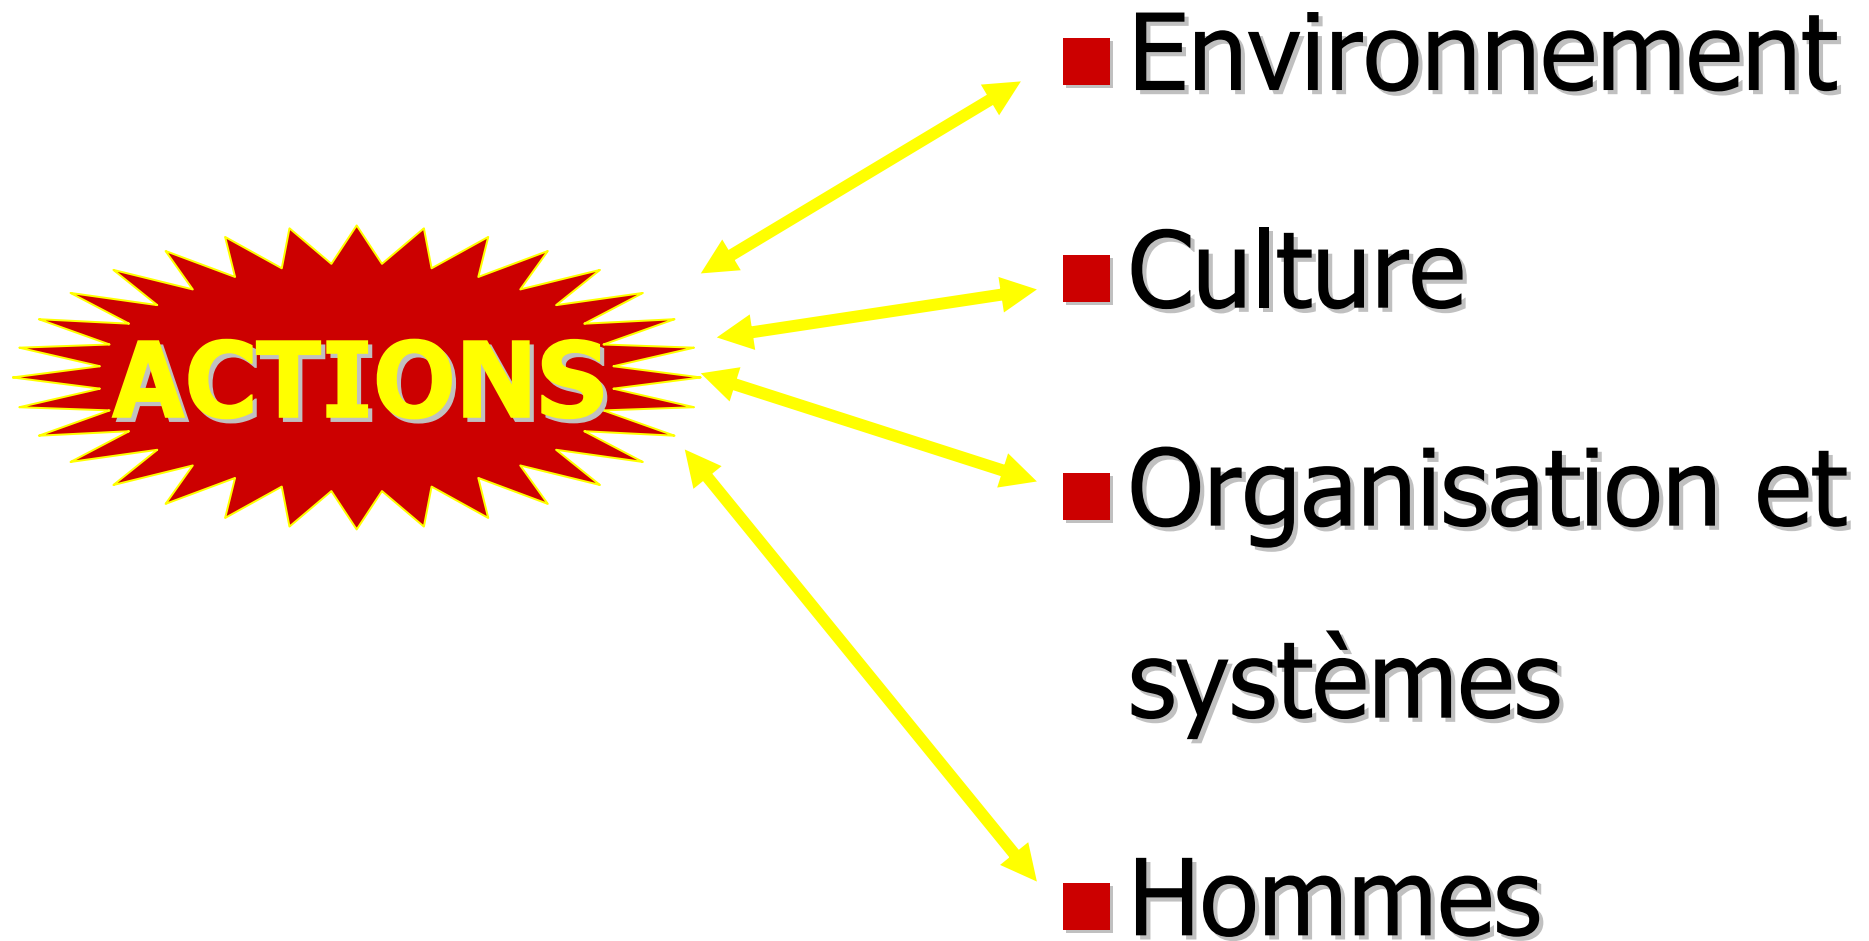 Environnement
Culture
ACTIONS
Organisation et
systèmes
Hommes